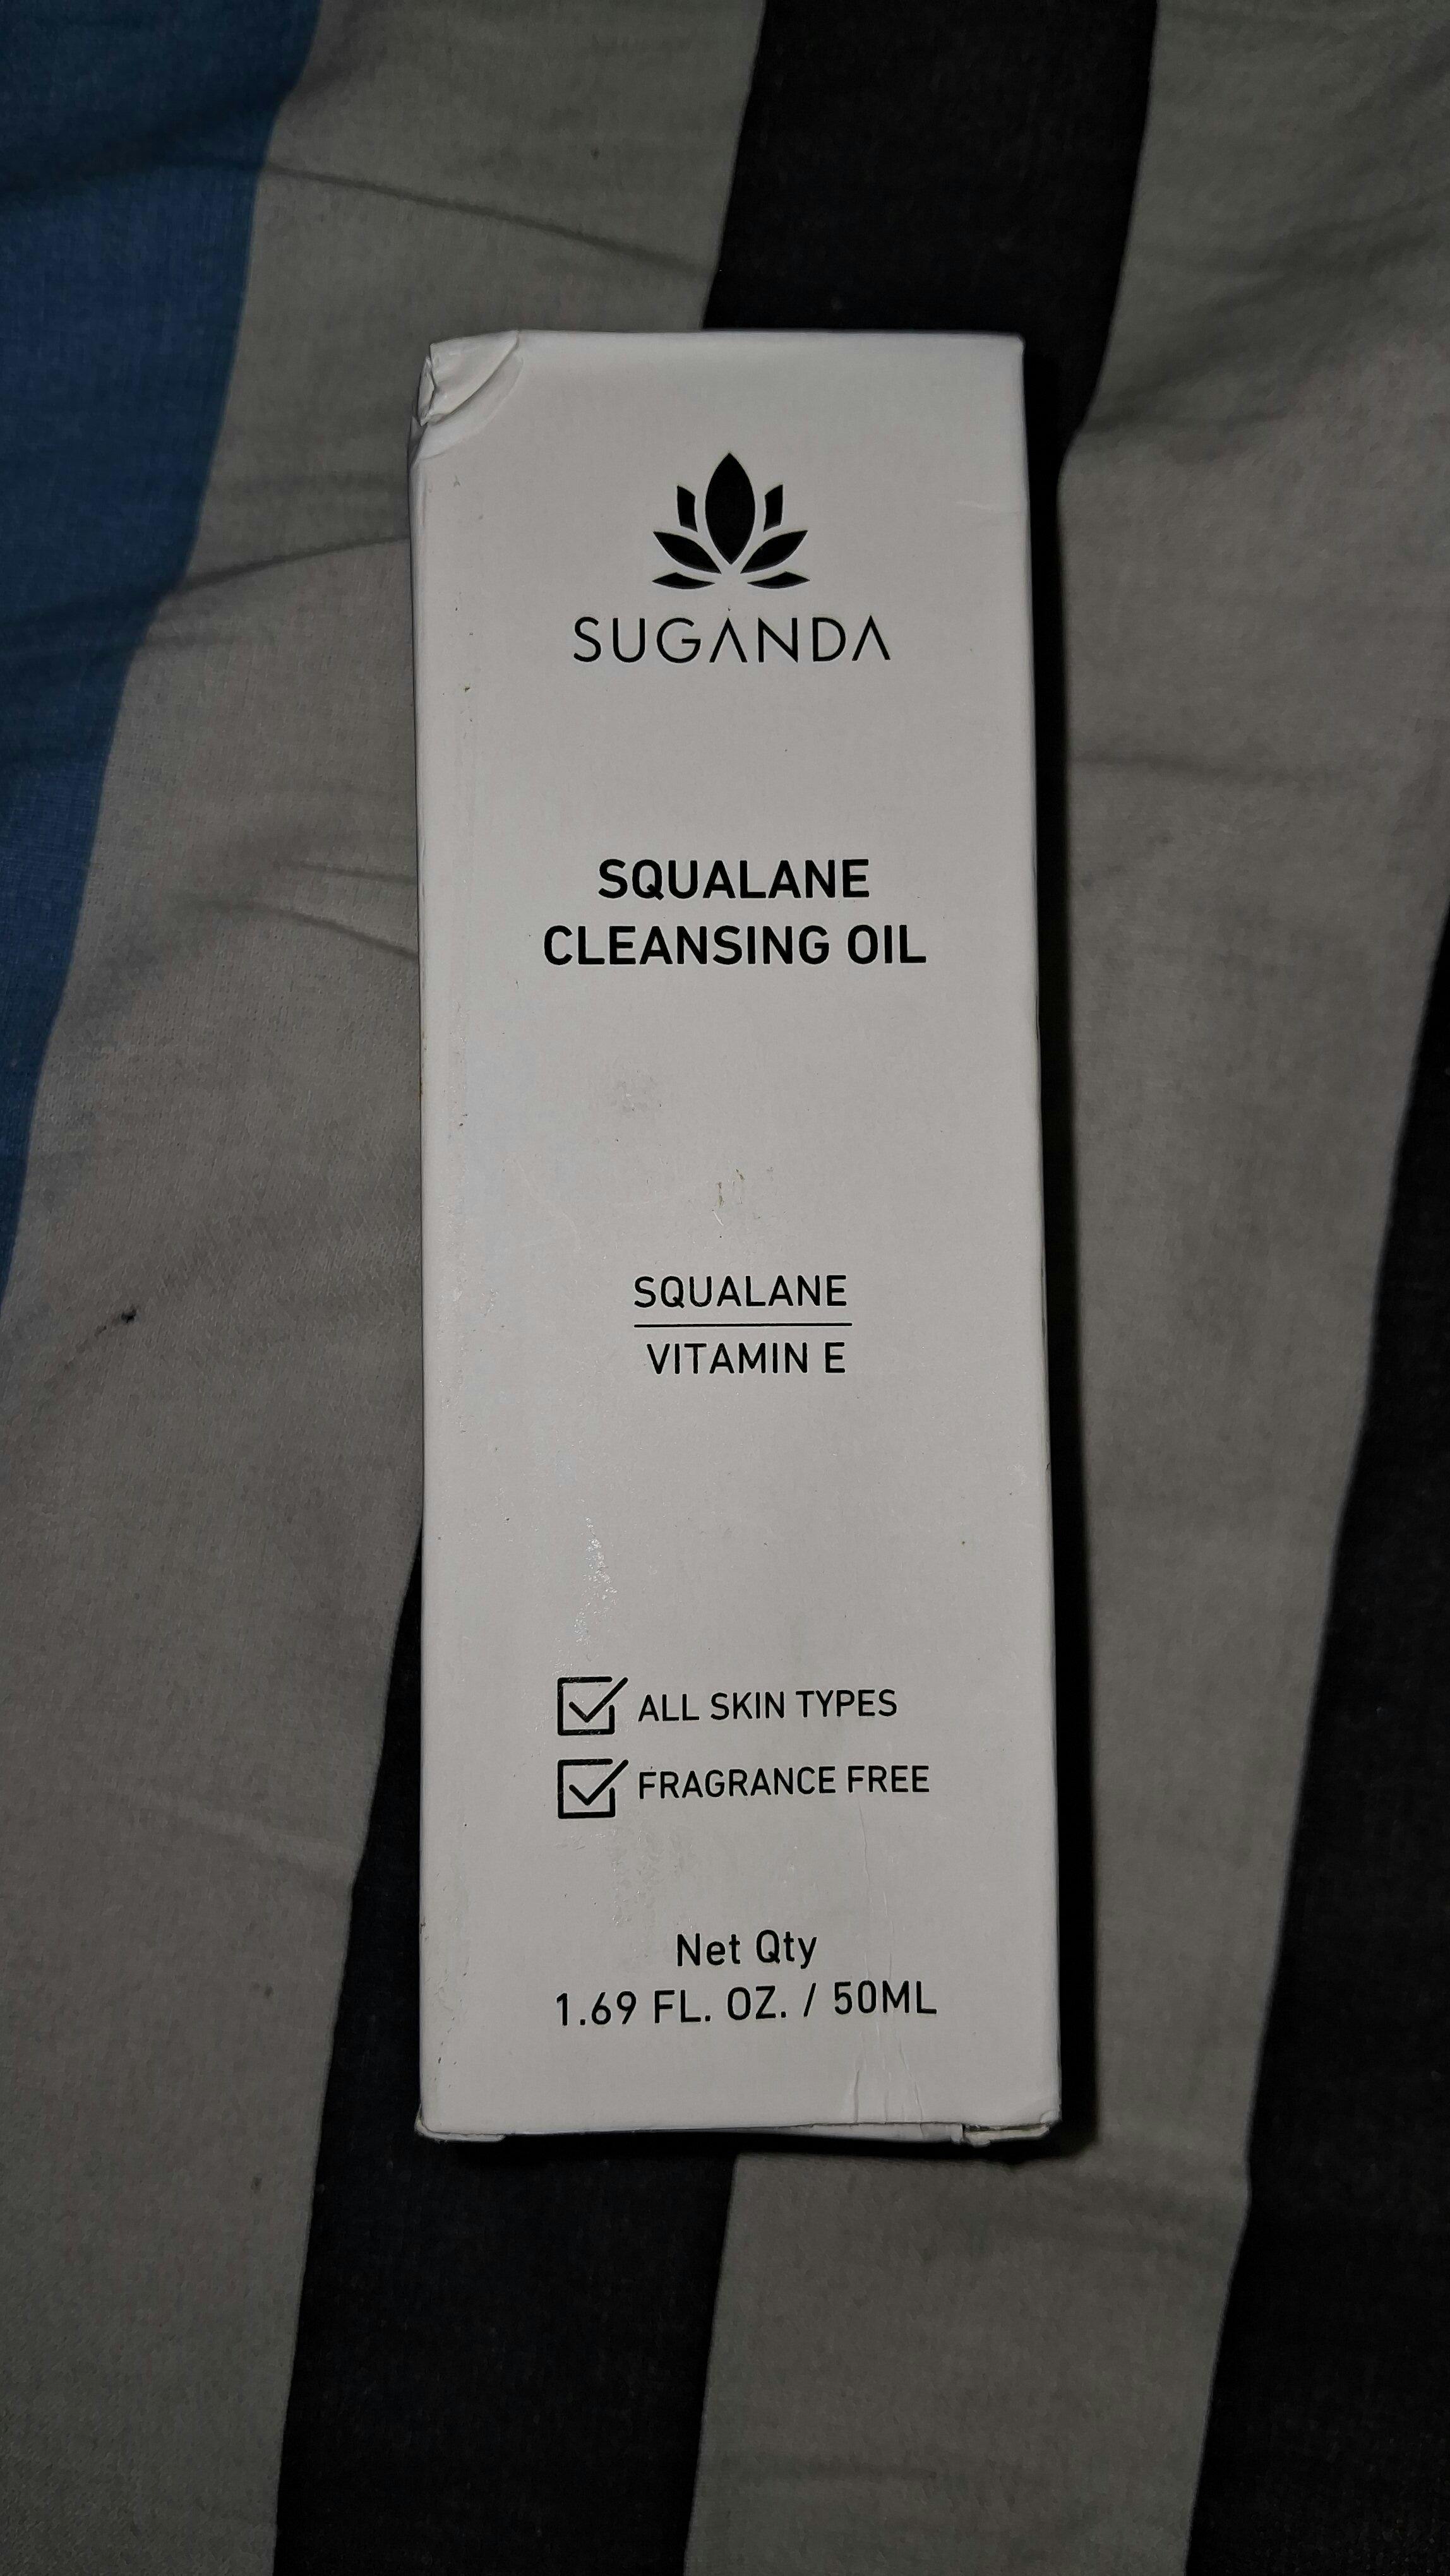 SUGANDA
SQUALANE
CLEANSING OIL
SQUALANE
VITAMIN E
ALL SKIN TYPES
FRAGRANCE FREE
Net Qty
1.69 FL. OZ. / 50ML